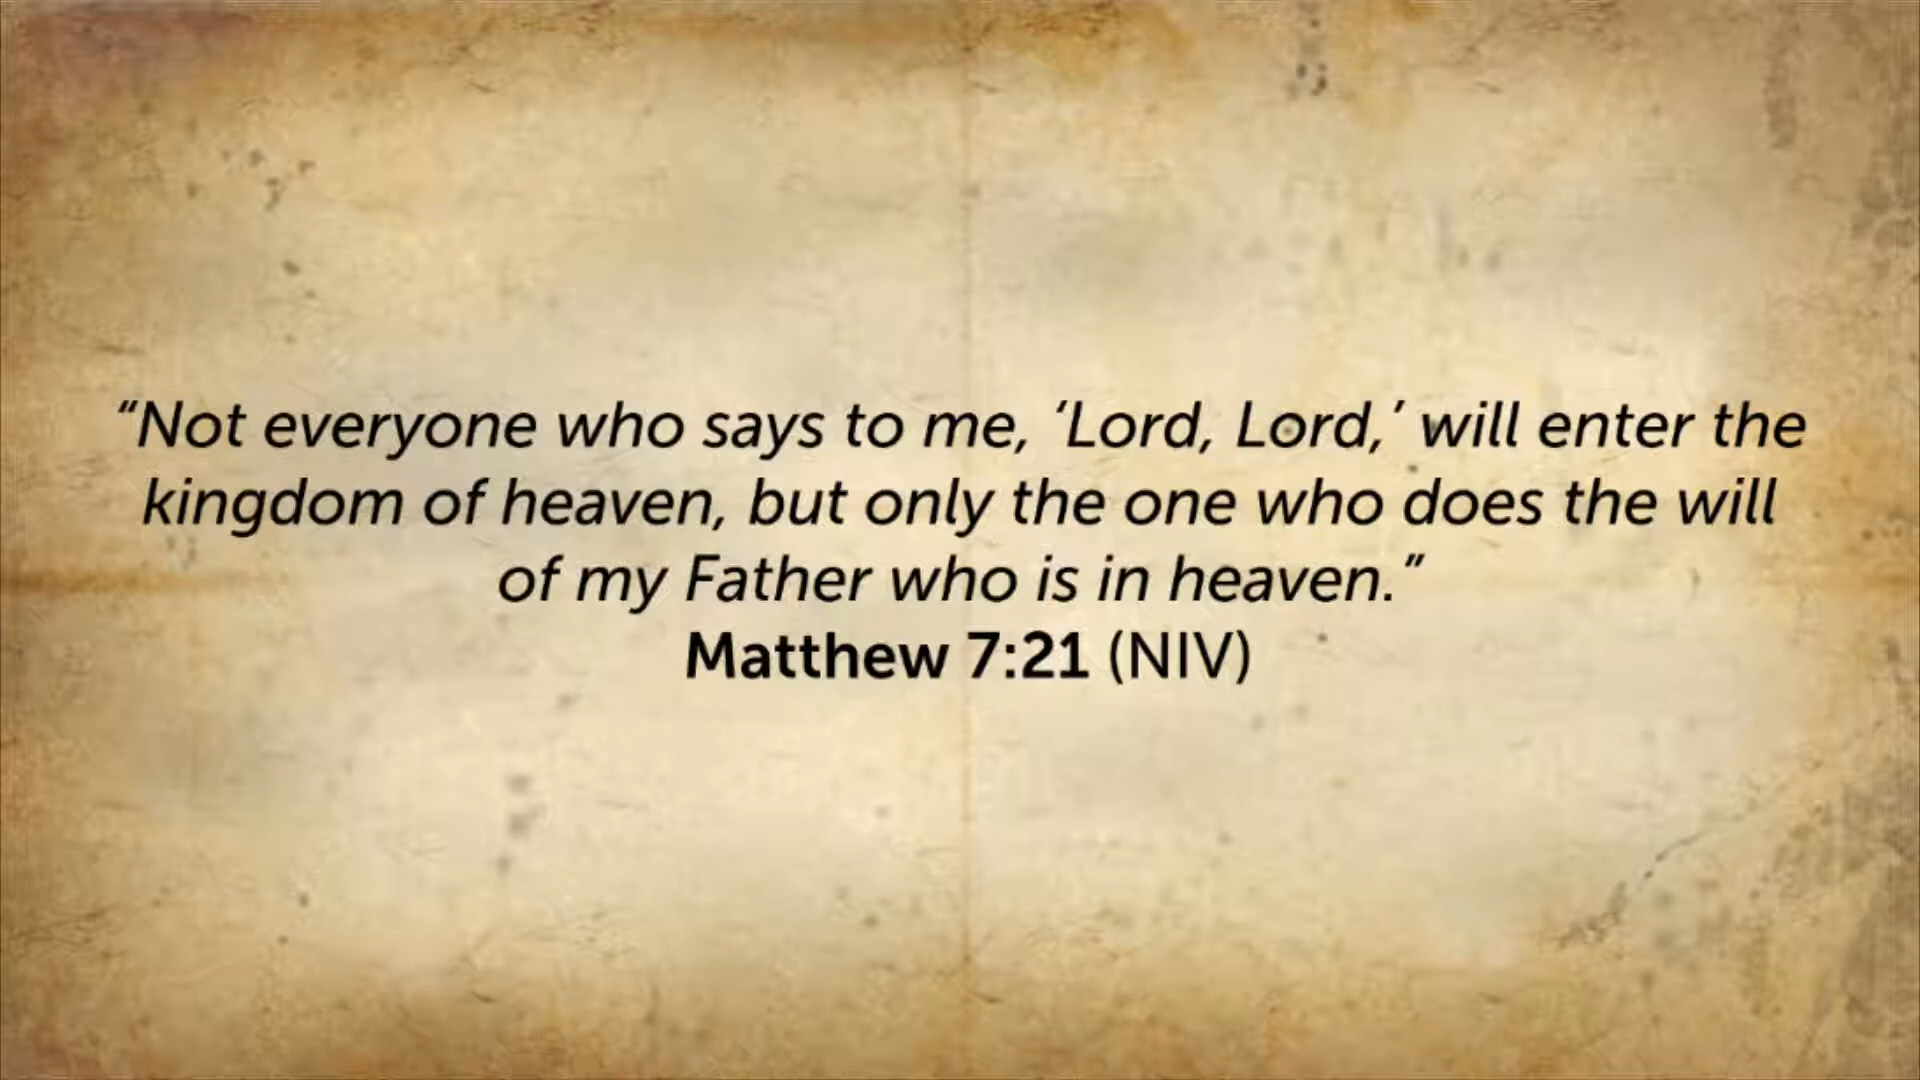 “Not everyone who says to me, ‘Lord, Lord,’ will enter the
kingdom of heaven, but only the one who does the will
of my Father who is in heaven.”
Matthew 7:21 (NIV)